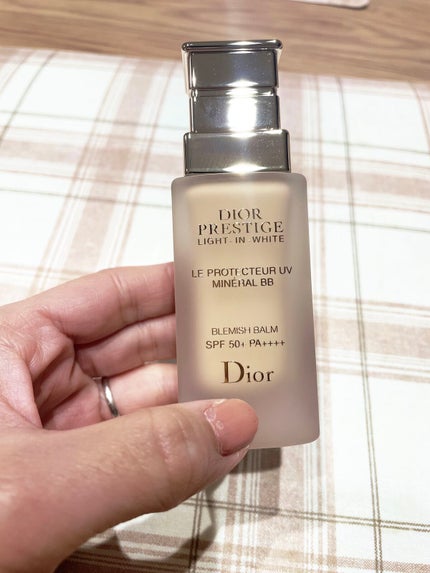 DIOR
PRESTIGE
LIGHT-IN-WHITE
LE PROTECTEUR UV
MINÉRAL BB
BLEMISH BALM
SPF 50+ PA++++
Dior